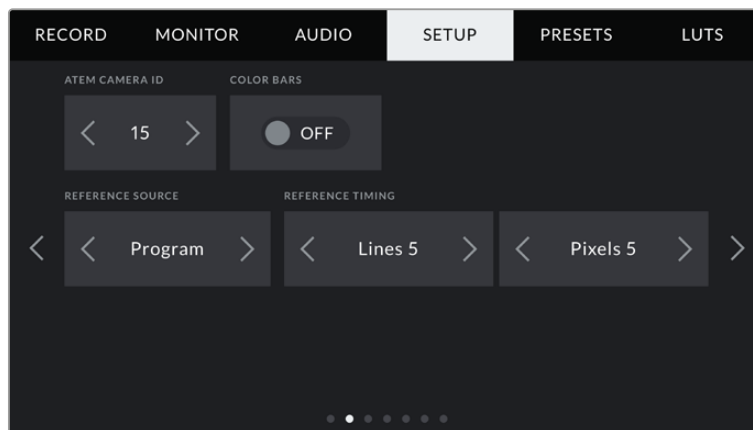 RECORD MONITOR AUDIO SETUP PRESETS LUTS
ATEM CAMERA ID COLOR BARS
15 OFF
REFERENCE SOURCE REFERENCE TIMING
Program Lines 5 Pixels 5